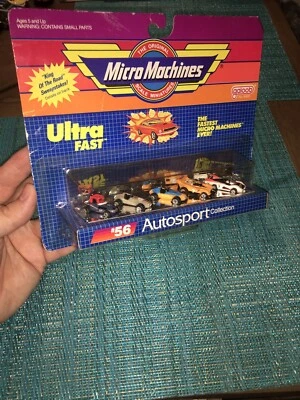 Ages 5 and Up
WARNING: CONTAINS SMALL PARTS
"King
Of The Road"
Sweepstakes!
THE ORIGINAL
Micro Machines
SCALE MINIATURES
GALOOB
Ultra
FAST
THE
FASTEST
MICRO MACHINES
EVER!
#56 Autosport Collection